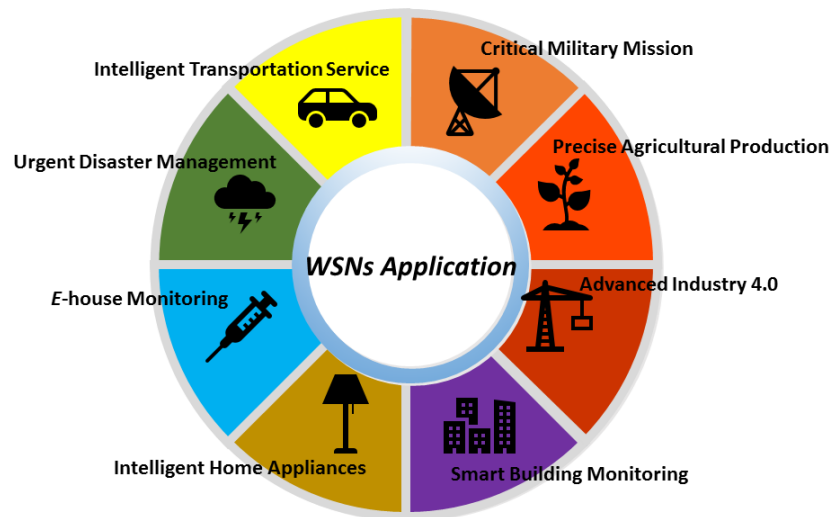 Critical Military Mission
Intelligent Transportation Service
Precise Agricultural Production
Urgent Disaster Management
WSNs Application
Advanced Industry 4.0
E-house Monitoring
Intelligent Home Appliances
Smart Building Monitoring